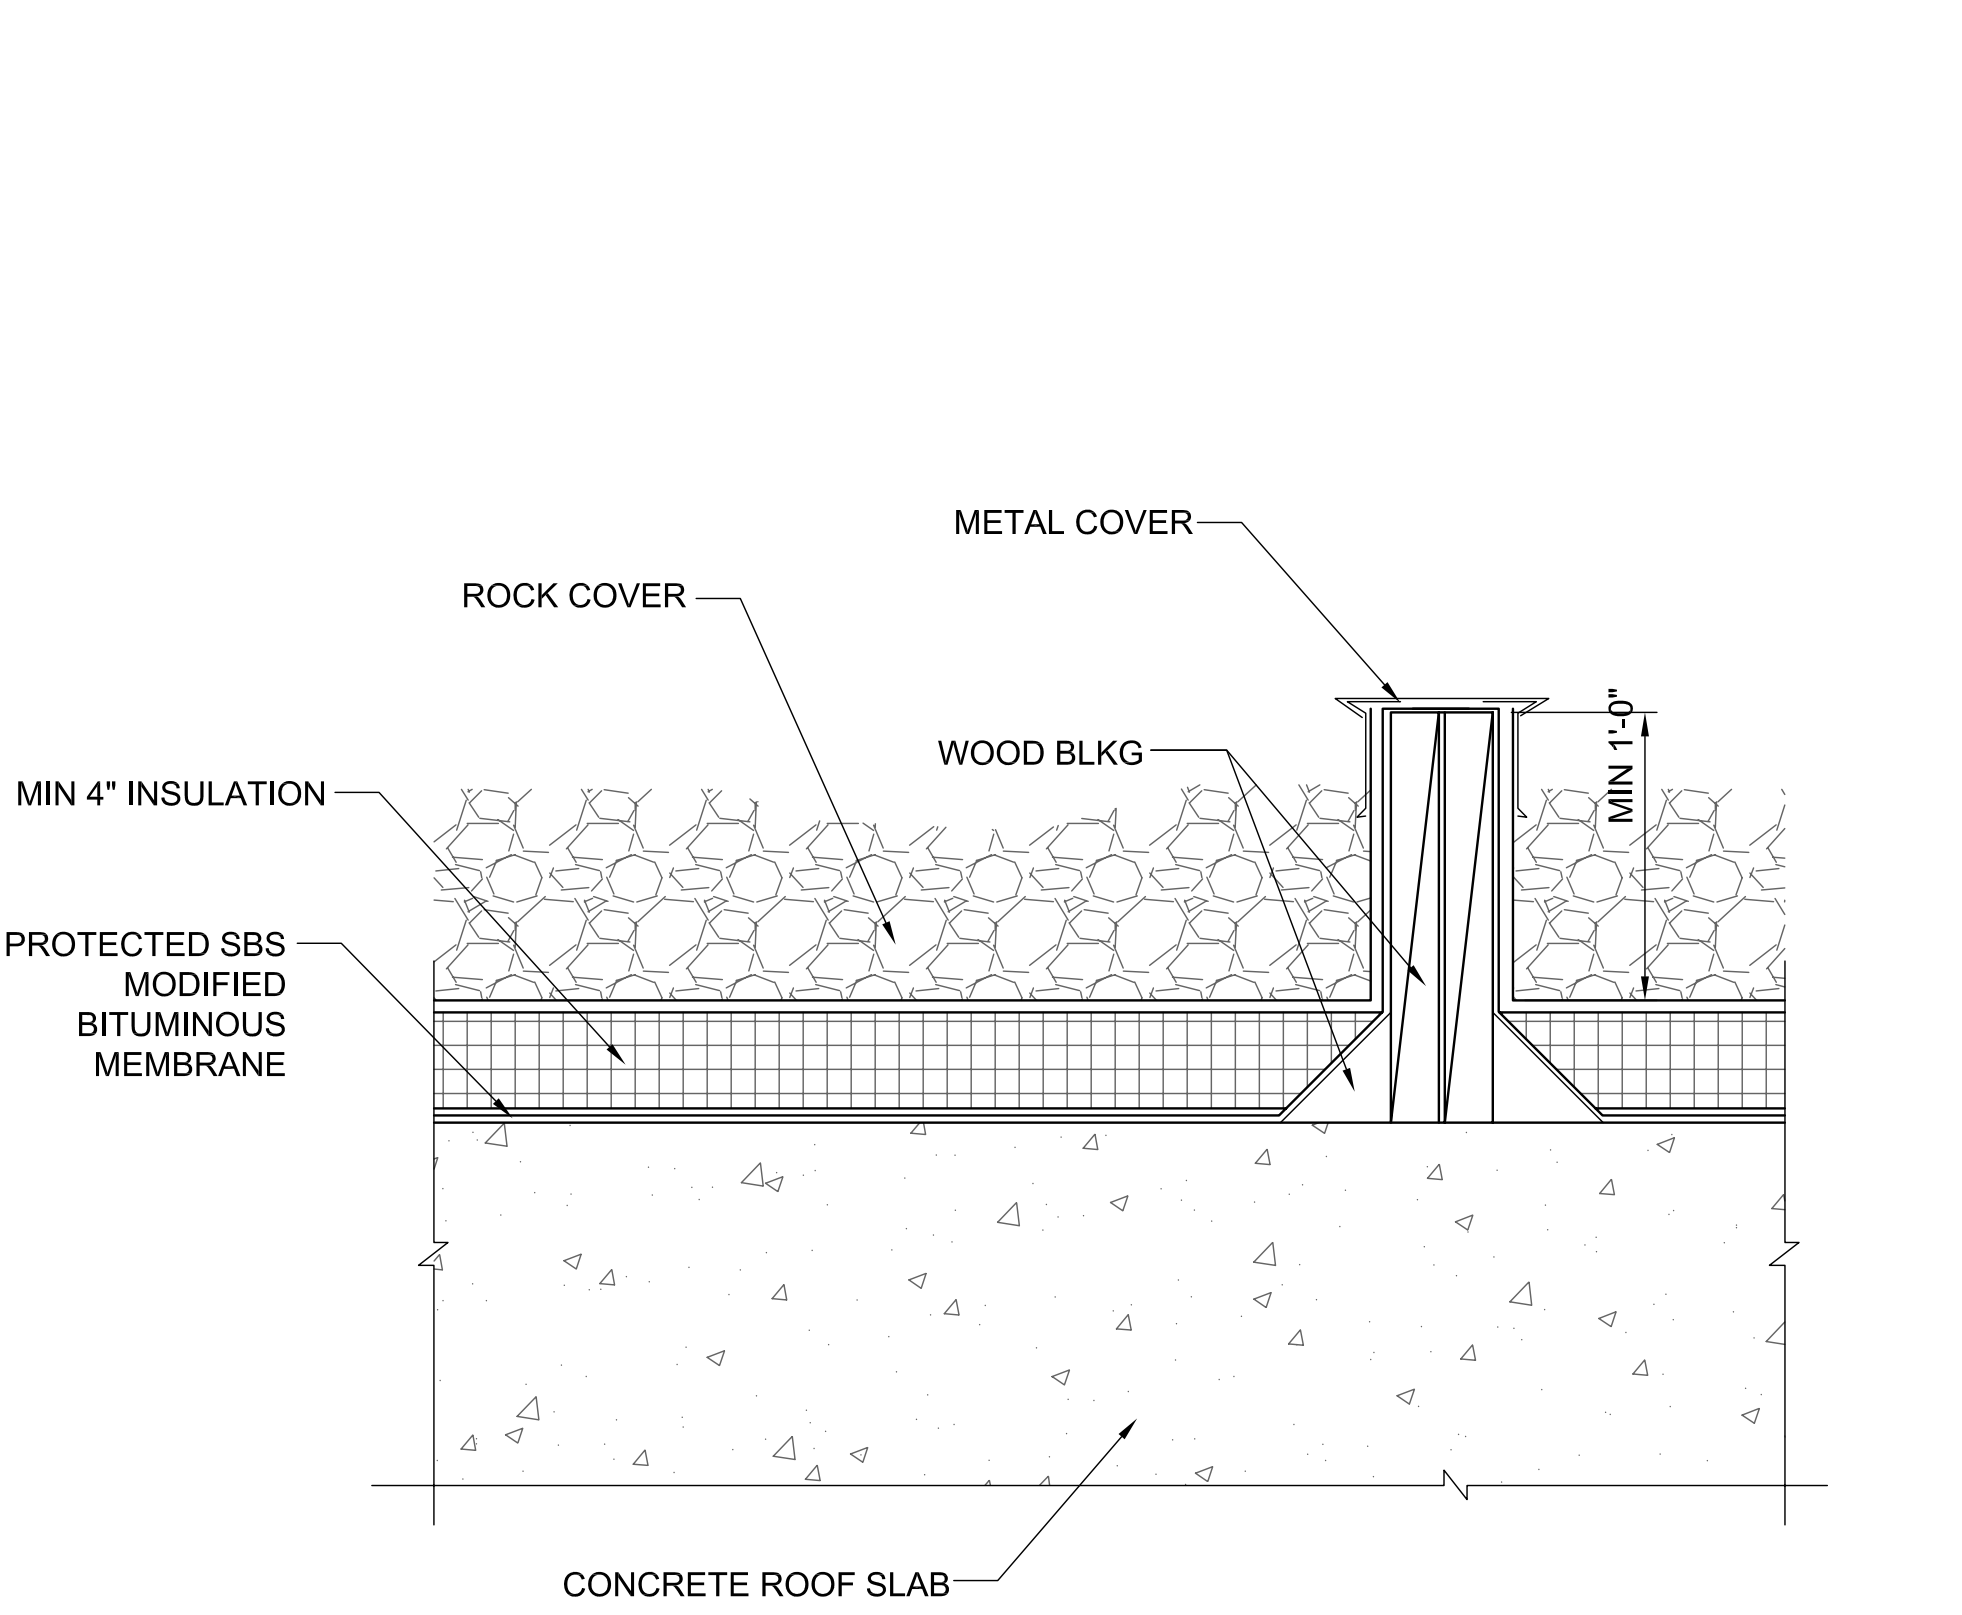 METAL COVER
ROCK COVER
WOOD BLKG
MIN 1'-0"
MIN 4" INSULATION
PROTECTED SBS
MODIFIED
BITUMINOUS
MEMBRANE
CONCRETE ROOF SLAB